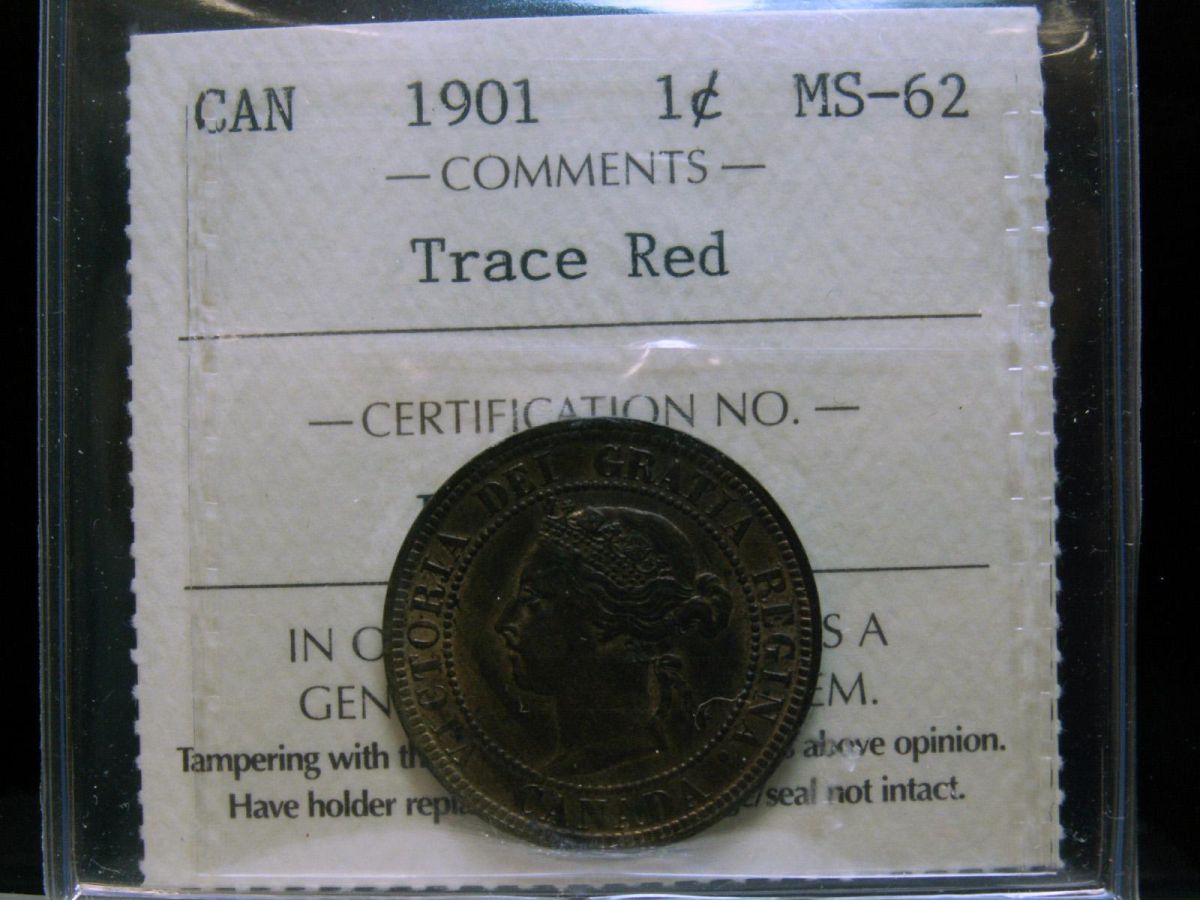 CAN 1901 1¢ MS-62
— COMMENTS —
Trace Red
— CERTIFICATION NO. —
VICTORIA DEI GRATIA REGINA.
CANADA
IN O S A
GEN EM.
Tampering with th above opinion.
Have holder repla /seal not intact.